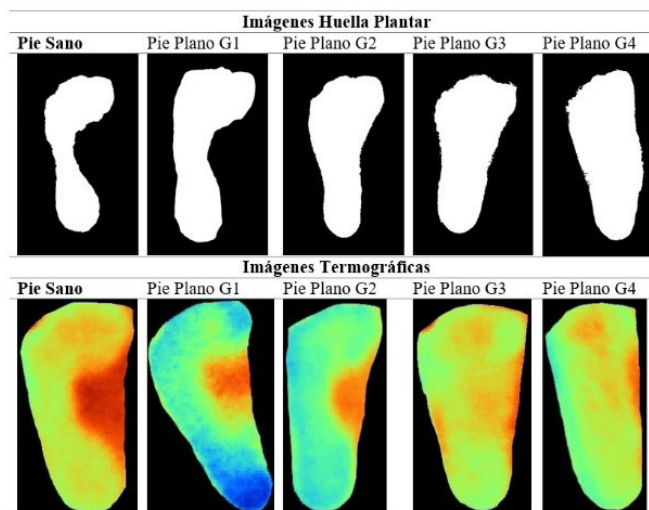 Imágenes Huella Plantar
Pie Sano Pie Plano G1 Pie Plano G2 Pie Plano G3 Pie Plano G4
Imágenes Termográficas
Pie Sano Pie Plano G1 Pie Plano G2 Pie Plano G3 Pie Plano G4